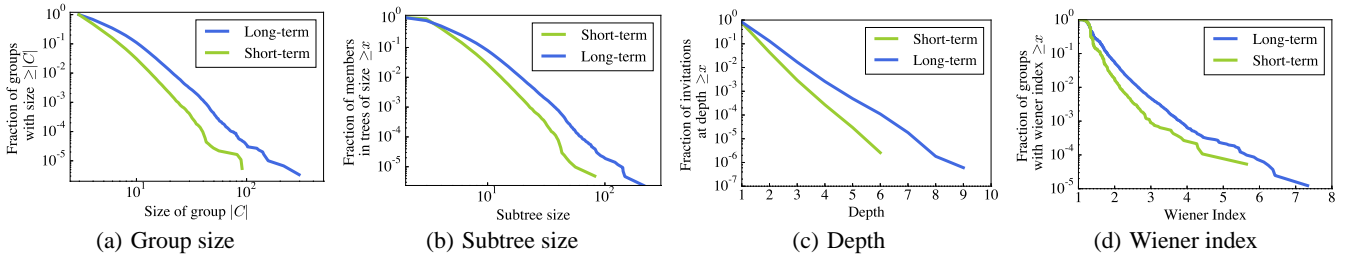 Fraction of groups
with size ≥|C|
10^0
10^-1
10^-2
10^-3
10^-4
10^-5
10^1
10^2
Size of group |C|
Long-term
Short-term
(a) Group size
Fraction of members
in trees of size ≥x
10^0
10^-1
10^-2
10^-3
10^-4
10^-5
10^1
10^2
Subtree size
Short-term
Long-term
(b) Subtree size
Fraction of invitations
at depth ≥x
10^0
10^-1
10^-2
10^-3
10^-4
10^-5
10^-6
10^-7
1 2 3 4 5 6 7 8 9 10
Depth
Short-term
Long-term
(c) Depth
Fraction of groups
with wiener index ≥x
10^0
10^-1
10^-2
10^-3
10^-4
10^-5
1 2 3 4 5 6 7 8
Wiener Index
Long-term
Short-term
(d) Wiener index